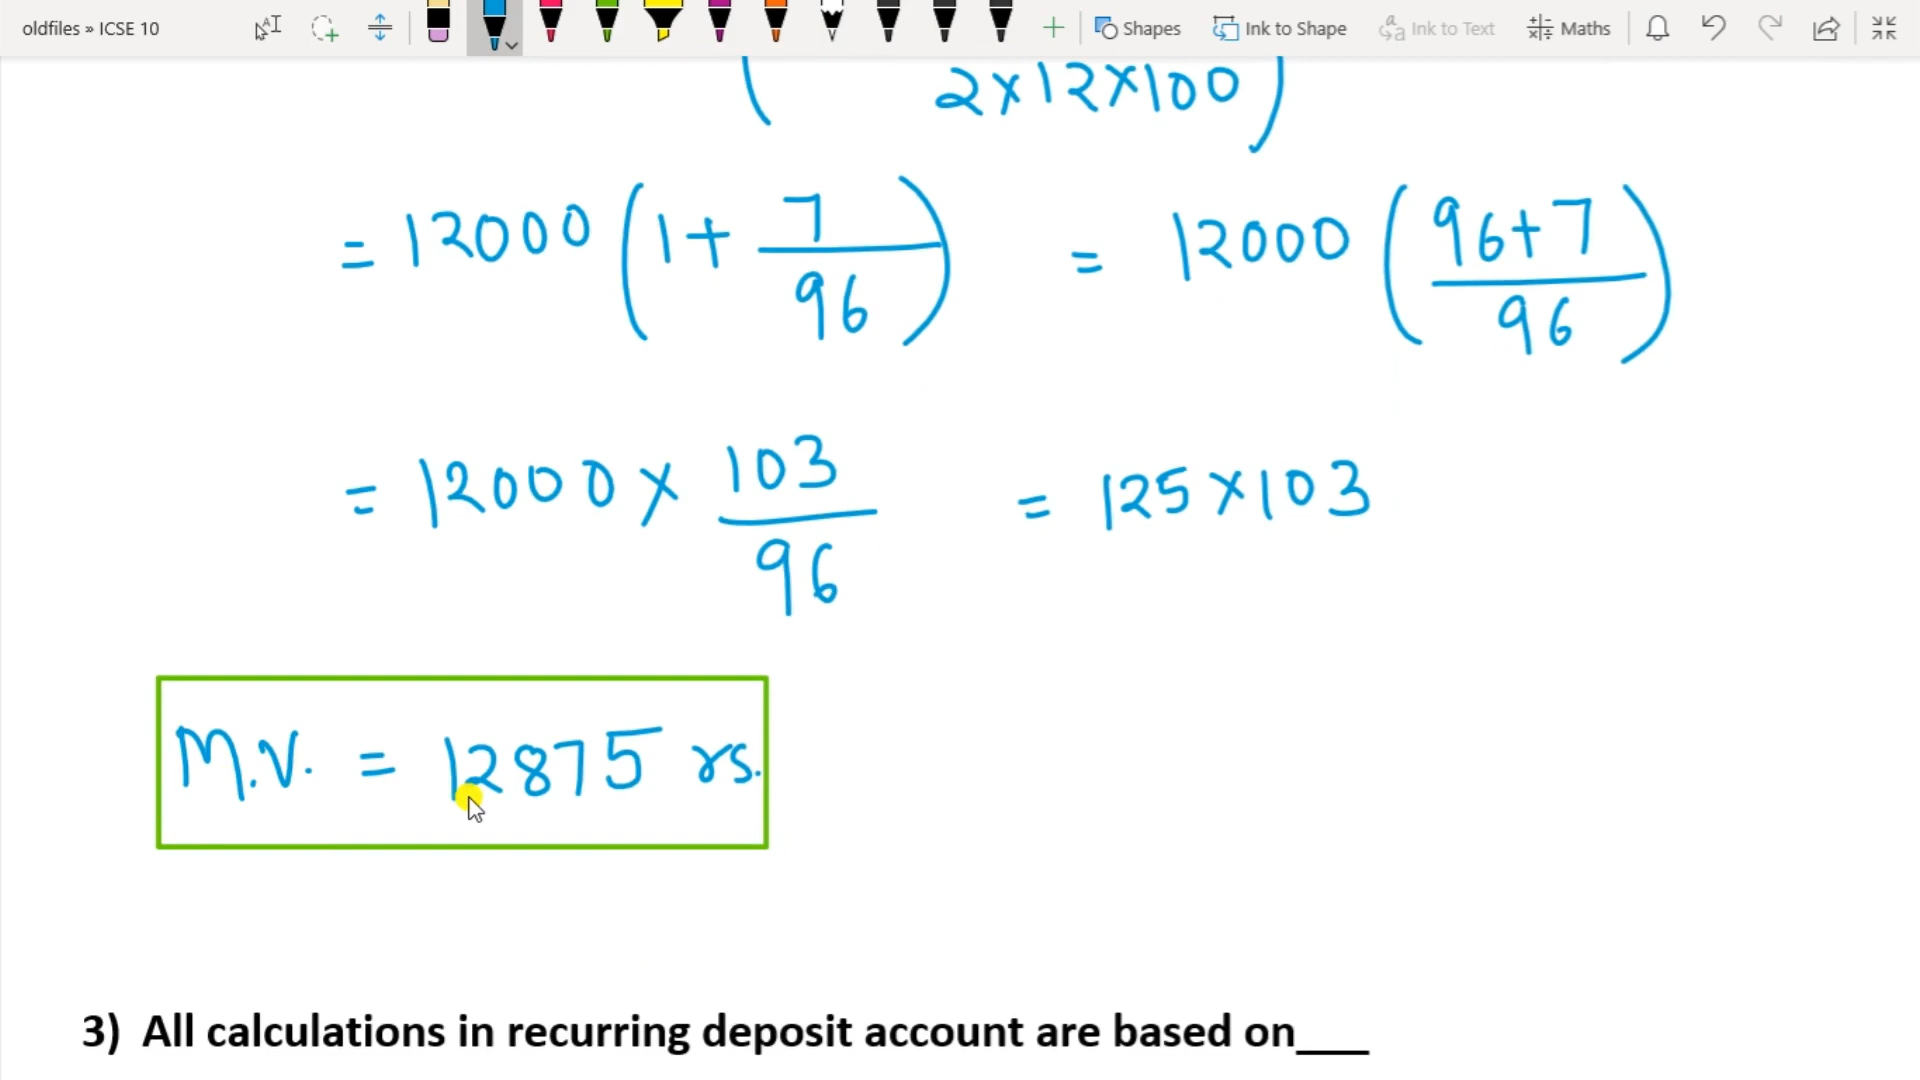 oldfiles » ICSE 10 Shapes Ink to Shape Ink to Text Maths
2×12×100)
= 12000 (1 + 7/96) = 12000 (96+7/96)
= 12000 × 103/96 = 125×103
M.V. = 12875 rs.
3) All calculations in recurring deposit account are based on___